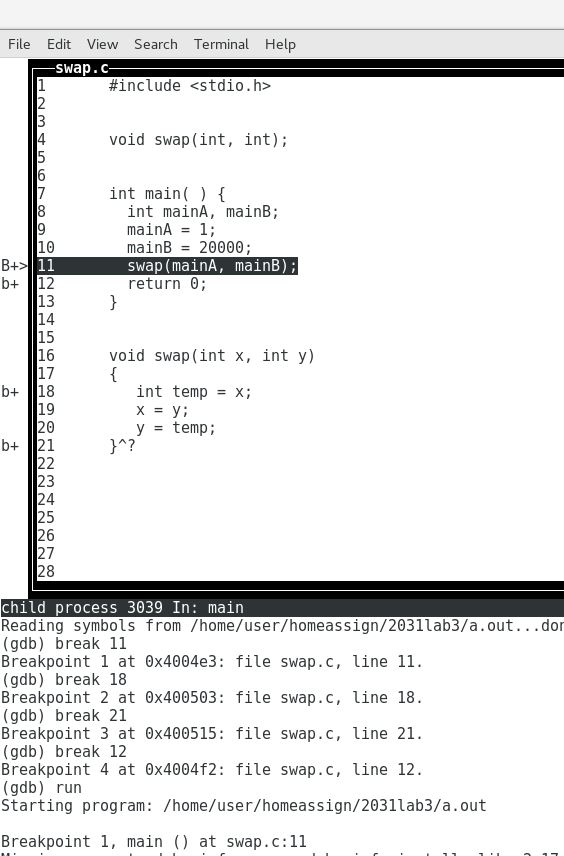 File Edit View Search Terminal Help
swap.c
1 #include <stdio.h>
2
3
4 void swap(int, int);
5
6
7 int main( ) {
8 int mainA, mainB;
9 mainA = 1;
10 mainB = 20000;
B+> 11 swap(mainA, mainB);
b+ 12 return 0;
13 }
14
15
16 void swap(int x, int y)
17 {
b+ 18 int temp = x;
19 x = y;
20 y = temp;
b+ 21 }^?
22
23
24
25
26
27
28
child process 3039 In: main
Reading symbols from /home/user/homeassign/2031lab3/a.out...don
(gdb) break 11
Breakpoint 1 at 0x4004e3: file swap.c, line 11.
(gdb) break 18
Breakpoint 2 at 0x400503: file swap.c, line 18.
(gdb) break 21
Breakpoint 3 at 0x400515: file swap.c, line 21.
(gdb) break 12
Breakpoint 4 at 0x4004f2: file swap.c, line 12.
(gdb) run
Starting program: /home/user/homeassign/2031lab3/a.out
Breakpoint 1, main () at swap.c:11